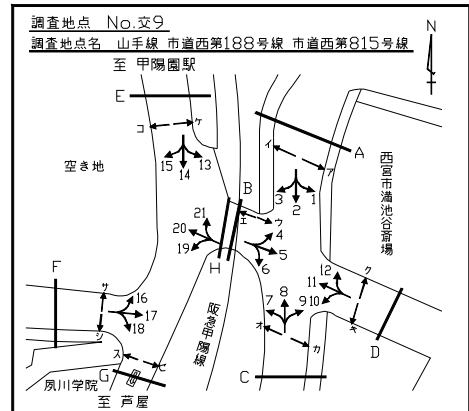 調査地点 No.交9
調査地点名 山手線 市道西第188号線 市道西第815号線
至 甲陽園駅
N
E
コ
ケ
イ
A
ア
15
14
13
空き地
西宮市満池谷斎場
3
2
1
B
エ
ウ
21
20
19
4
5
6
H
F
12
11
10
ク
サ
16
17
18
シ
阪急甲陽線
7
8
9
オ
カ
キ
D
ス
セ
G
C
夙川学院
至 芦屋